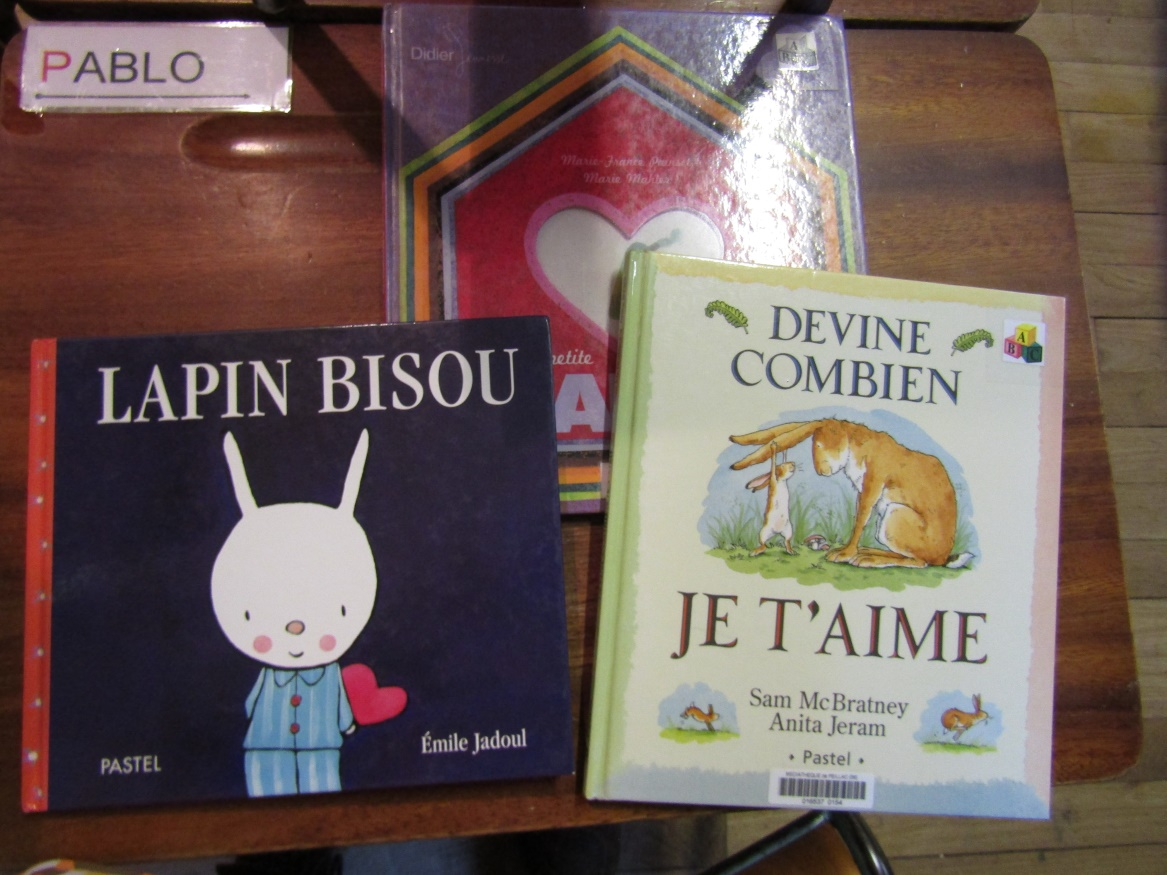 PABLO
Didier
Marie-France
Marie
petite
LAPIN BISOU
Émile Jadoul
PASTEL
DEVINE
COMBIEN
A
B C
JE T'AIME
Sam McBratney
Anita Jeram
• Pastel •